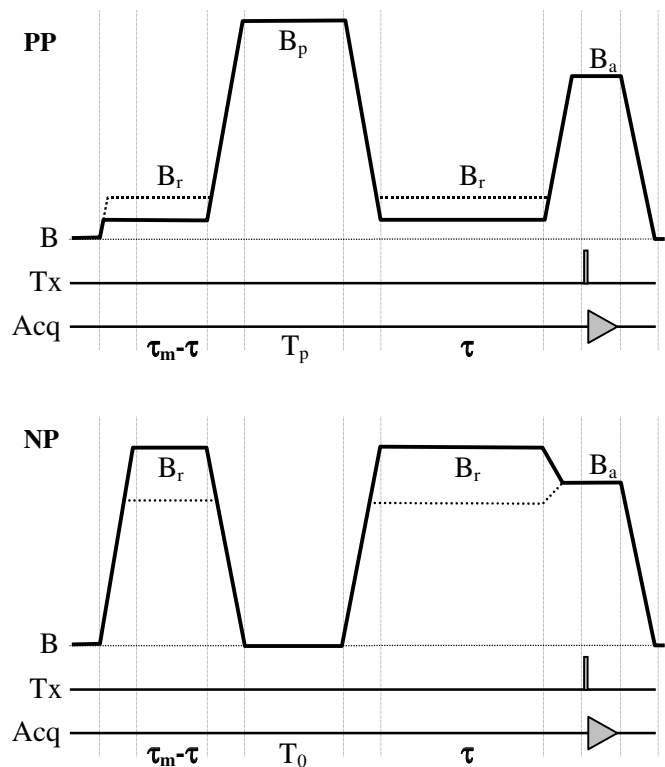 PP
B_p
B_a
B_r
B_r
B
Tx
Acq
τ_m-τ
T_p
τ
NP
B_r
B_r
B_a
B
Tx
Acq
τ_m-τ
T_0
τ